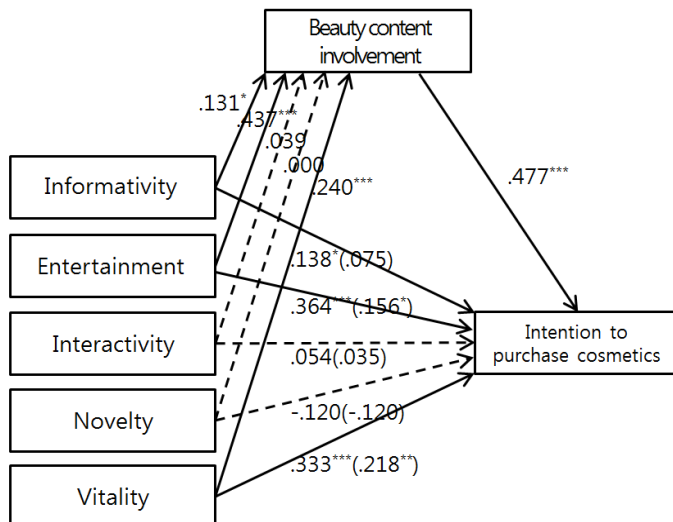 Beauty content
involvement
.131*
.437***
.039
.000
.240***
.477***
Informativity
Entertainment
Interactivity
Novelty
Vitality
.138*(.075)
.364***(.156*)
.054(.035)
-.120(-.120)
.333***(.218**)
Intention to
purchase cosmetics